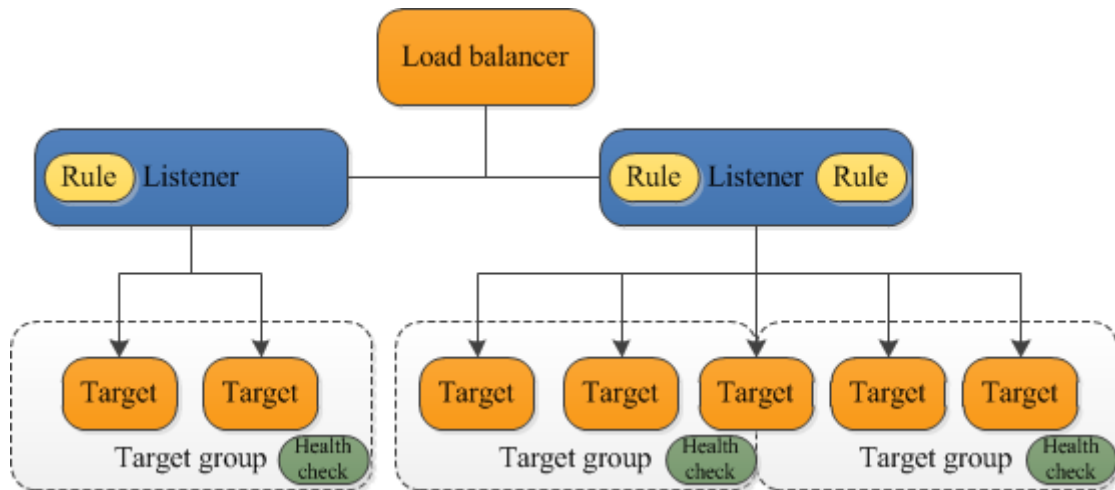 Load balancer
Rule Listener
Rule Listener Rule
Target Target
Target Target Target Target Target
Target group Health check
Target group Health check
Target group Health check